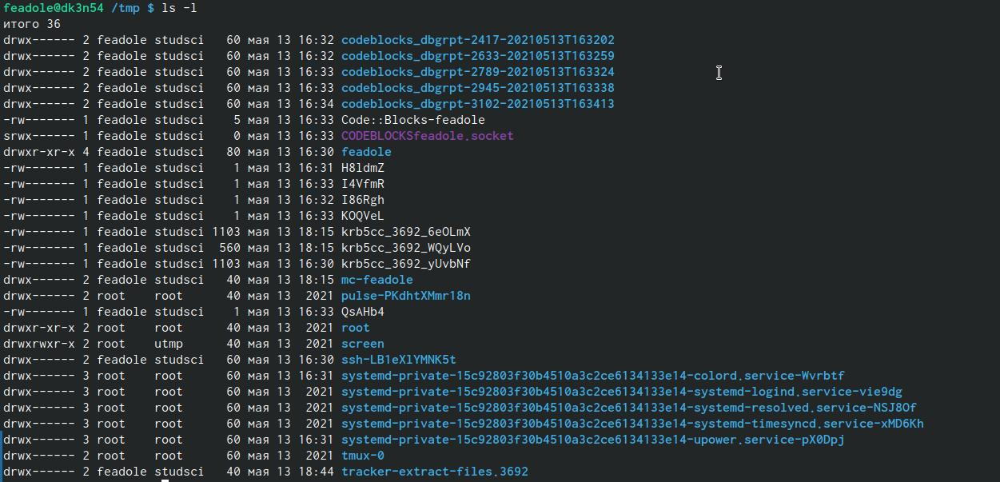 feadole@dk3n54 /tmp $ ls -l
итого 36
drwx------ 2 feadole studsci   60 мая 13 16:32 codeblocks_dbgrpt-2417-20210513T163202
drwx------ 2 feadole studsci   60 мая 13 16:32 codeblocks_dbgrpt-2633-20210513T163259
drwx------ 2 feadole studsci   60 мая 13 16:33 codeblocks_dbgrpt-2789-20210513T163324
drwx------ 2 feadole studsci   60 мая 13 16:33 codeblocks_dbgrpt-2945-20210513T163338
drwx------ 2 feadole studsci   60 мая 13 16:34 codeblocks_dbgrpt-3102-20210513T163413
-rw------- 1 feadole studsci    5 мая 13 16:33 Code::Blocks-feadole
srwx------ 1 feadole studsci    0 мая 13 16:33 CODEBLOCKSfeadole.socket
drwxr-xr-x 4 feadole studsci   80 мая 13 16:30 feadole
-rw------- 1 feadole studsci    1 мая 13 16:31 H8ldmZ
-rw------- 1 feadole studsci    1 мая 13 16:33 I4VfmR
-rw------- 1 feadole studsci    1 мая 13 16:32 I86Rgh
-rw------- 1 feadole studsci    1 мая 13 16:33 KOQVeL
-rw------- 1 feadole studsci 1103 мая 13 18:15 krb5cc_3692_6eOLmX
-rw------- 1 feadole studsci  560 мая 13 18:15 krb5cc_3692_WQyLVo
-rw------- 1 feadole studsci 1103 мая 13 16:30 krb5cc_3692_yUvbNf
drwx------ 2 feadole studsci   40 мая 13 18:15 mc-feadole
drwx------ 2 root    root      40 мая 13  2021 pulse-PKdhtXMmr18n
-rw------- 1 feadole studsci    1 мая 13 16:33 QsAHb4
drwxr-xr-x 2 root    root      40 мая 13  2021 root
drwxrwxr-x 2 root    utmp      40 мая 13  2021 screen
drwx------ 2 feadole studsci   60 мая 13 16:30 ssh-LB1eXlYMNK5t
drwx------ 3 root    root      60 мая 13 16:31 systemd-private-15c92803f30b4510a3c2ce6134133e14-colord.service-Wvrbtf
drwx------ 3 root    root      60 мая 13  2021 systemd-private-15c92803f30b4510a3c2ce6134133e14-systemd-logind.service-vie9dg
drwx------ 3 root    root      60 мая 13  2021 systemd-private-15c92803f30b4510a3c2ce6134133e14-systemd-resolved.service-NSJ8Of
drwx------ 3 root    root      60 мая 13  2021 systemd-private-15c92803f30b4510a3c2ce6134133e14-systemd-timesyncd.service-xMD6Kh
drwx------ 3 root    root      60 мая 13 16:31 systemd-private-15c92803f30b4510a3c2ce6134133e14-upower.service-pX0Dpj
drwx------ 2 root    root      60 мая 13  2021 tmux-0
drwx------ 2 feadole studsci   40 мая 13 18:44 tracker-extract-files.3692